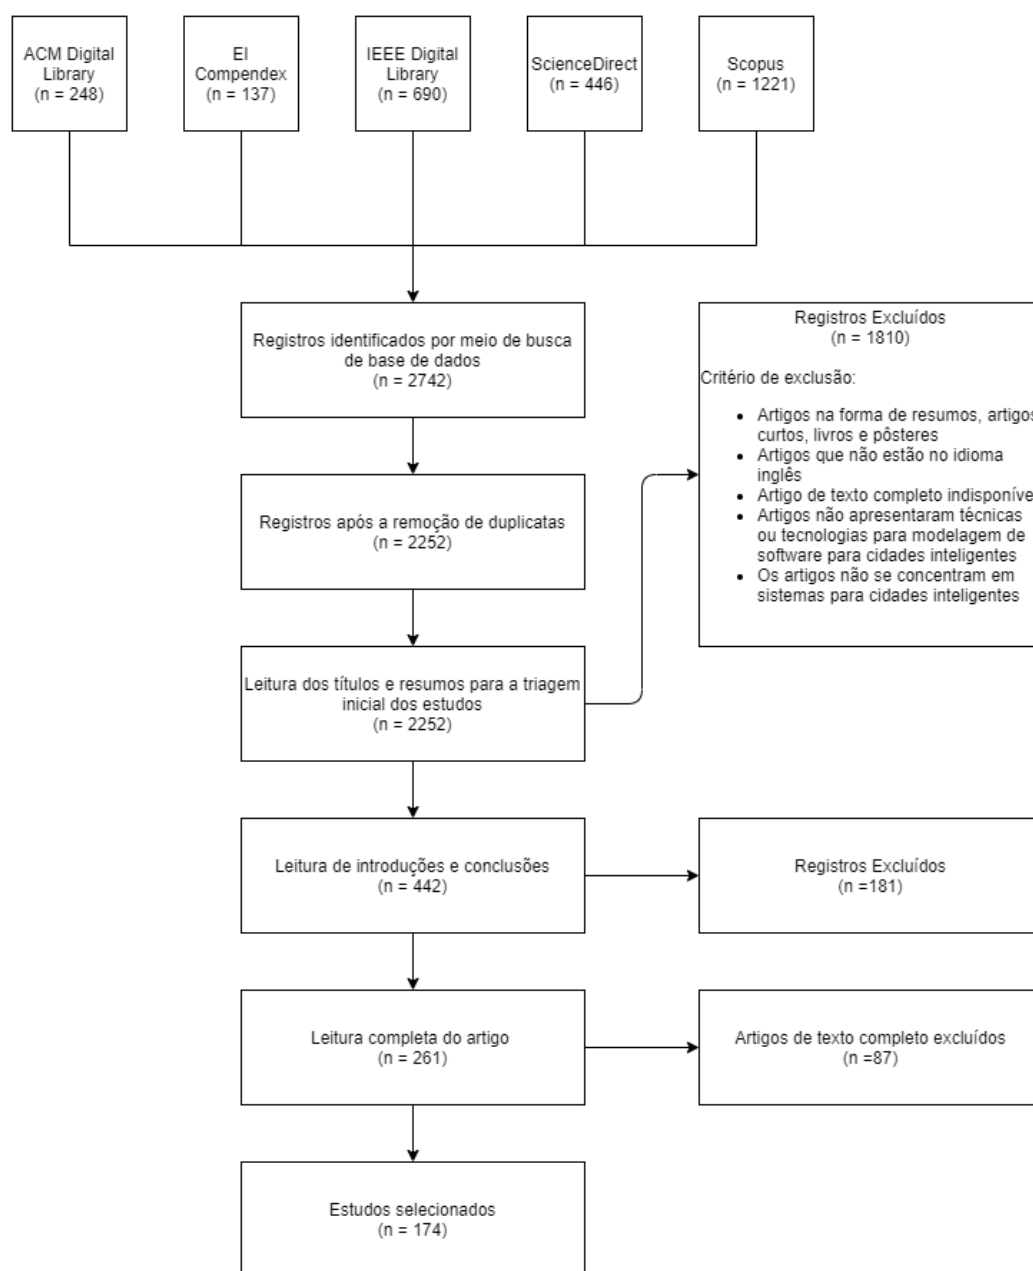 ACM Digital
Library
(n = 248)
EI
Compendex
(n = 137)
IEEE Digital
Library
(n = 690)
ScienceDirect
(n = 446)
Scopus
(n = 1221)
Registros identificados por meio de busca
de base de dados
(n = 2742)
Registros após a remoção de duplicatas
(n = 2252)
Leitura dos títulos e resumos para a triagem
inicial dos estudos
(n = 2252)
Registros Excluídos
(n = 1810)
Critério de exclusão:
• Artigos na forma de resumos, artigos
curtos, livros e pôsteres
• Artigos que não estão no idioma
inglês
• Artigo de texto completo indisponíve
• Artigos não apresentaram técnicas
ou tecnologias para modelagem de
software para cidades inteligentes
• Os artigos não se concentram em
sistemas para cidades inteligentes
Leitura de introduções e conclusões
(n = 442)
Registros Excluídos
(n =181)
Leitura completa do artigo
(n = 261)
Artigos de texto completo excluídos
(n =87)
Estudos selecionados
(n = 174)